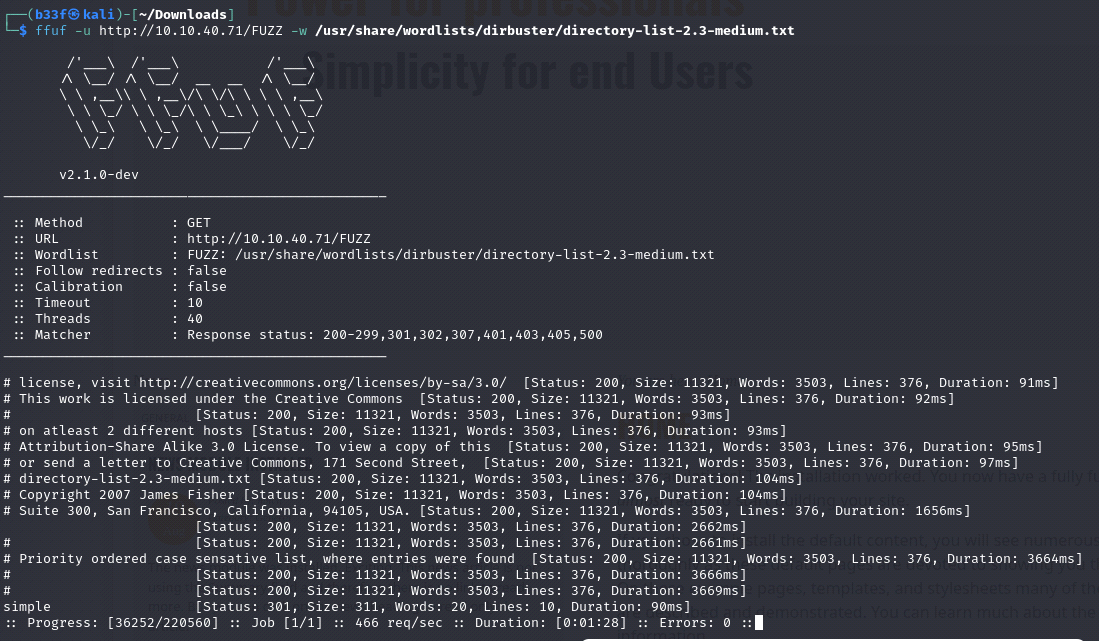 Power for professionals
┌──(b33f㉿kali)-[~/Downloads]
└─$ ffuf -u http://10.10.40.71/FUZZ -w /usr/share/wordlists/dirbuster/directory-list-2.3-medium.txt
Simplicity for end Users
v2.1.0-dev
:: Method : GET
:: URL : http://10.10.40.71/FUZZ
:: Wordlist : FUZZ: /usr/share/wordlists/dirbuster/directory-list-2.3-medium.txt
:: Follow redirects : false
:: Calibration : false
:: Timeout : 10
:: Threads : 40
:: Matcher : Response status: 200-299,301,302,307,401,403,405,500
# license, visit http://creativecommons.org/licenses/by-sa/3.0/ [Status: 200, Size: 11321, Words: 3503, Lines: 376, Duration: 91ms]
# This work is licensed under the Creative Commons [Status: 200, Size: 11321, Words: 3503, Lines: 376, Duration: 92ms]
# [Status: 200, Size: 11321, Words: 3503, Lines: 376, Duration: 93ms]
# on atleast 2 different hosts [Status: 200, Size: 11321, Words: 3503, Lines: 376, Duration: 93ms]
# Attribution-Share Alike 3.0 License. To view a copy of this [Status: 200, Size: 11321, Words: 3503, Lines: 376, Duration: 95ms]
# or send a letter to Creative Commons, 171 Second Street, [Status: 200, Size: 11321, Words: 3503, Lines: 376, Duration: 97ms]
# directory-list-2.3-medium.txt [Status: 200, Size: 11321, Words: 3503, Lines: 376, Duration: 104ms]
# Copyright 2007 James Fisher [Status: 200, Size: 11321, Words: 3503, Lines: 376, Duration: 104ms]
# Suite 300, San Francisco, California, 94105, USA. [Status: 200, Size: 11321, Words: 3503, Lines: 376, Duration: 1656ms]
[Status: 200, Size: 11321, Words: 3503, Lines: 376, Duration: 2662ms]
# [Status: 200, Size: 11321, Words: 3503, Lines: 376, Duration: 2661ms]
# Priority ordered case sensative list, where entries were found [Status: 200, Size: 11321, Words: 3503, Lines: 376, Duration: 3664ms]
# [Status: 200, Size: 11321, Words: 3503, Lines: 376, Duration: 3666ms]
# [Status: 200, Size: 11321, Words: 3503, Lines: 376, Duration: 3669ms]
simple [Status: 301, Size: 311, Words: 20, Lines: 10, Duration: 90ms]
:: Progress: [36252/220560] :: Job [1/1] :: 466 req/sec :: Duration: [0:01:28] :: Errors: 0 ::